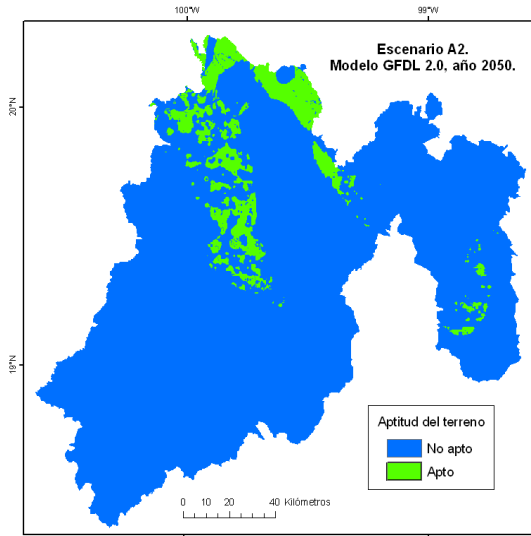 100°W
99°W
Escenario A2.
Modelo GFDL 2.0, año 2050.
20°N
19°N
Aptitud del terreno
No apto
Apto
0 10 20 40 Kilómetros